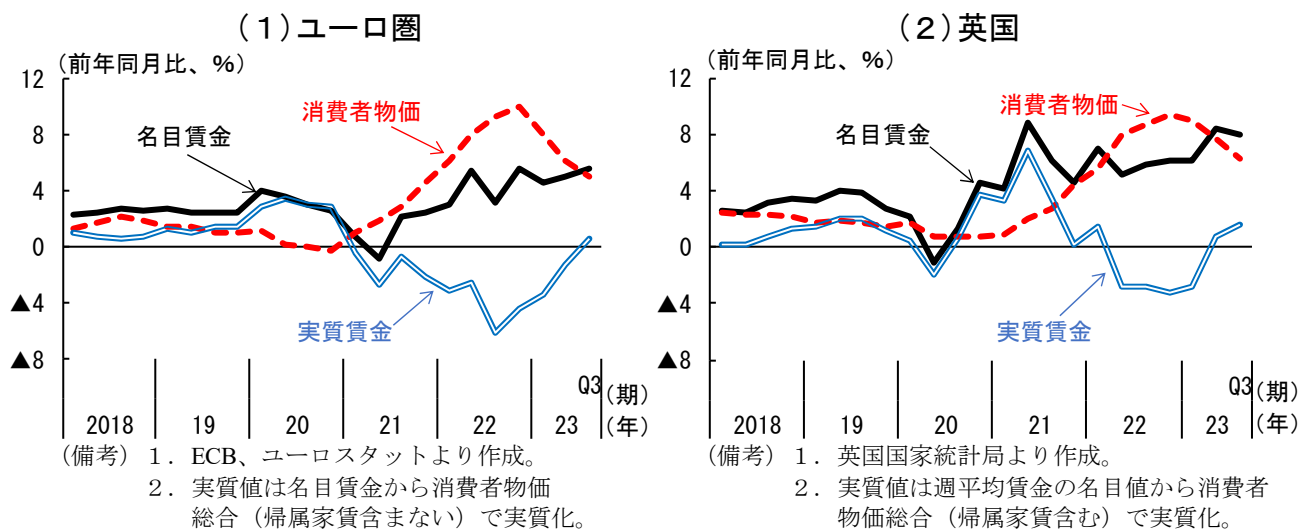 (１)ユーロ圏
(前年同月比、%)
12
8
4
0
▲4
▲8
名目賃金
消費者物価
実質賃金
Q3
(期)
2018
19
20
21
22
23
(年)
(備考) １．ECB、ユーロスタットより作成。
２．実質値は名目賃金から消費者物価
総合（帰属家賃含まない）で実質化。
(２)英国
(前年同月比、%)
12
8
4
0
▲4
▲8
名目賃金
消費者物価
実質賃金
Q3
(期)
2018
19
20
21
22
23
(年)
(備考) １．英国国家統計局より作成。
２．実質値は週平均賃金の名目値から消費者
物価総合（帰属家賃含む）で実質化。